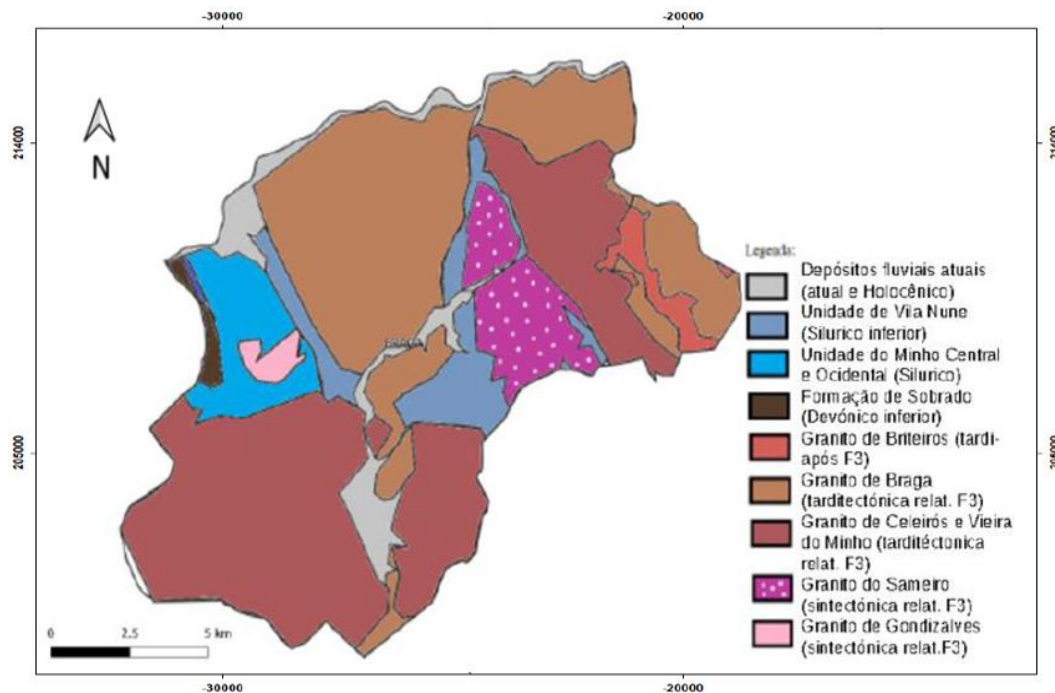 -30000
-20000
214000
214000
N
BRAGA
Legenda:
Depósitos fluviais atuais
(atual e Holocênico)
Unidade de Vila Nune
(Silurico inferior)
Unidade do Minho Central
e Ocidental (Silurico)
Formação de Sobrado
(Devónico inferior)
Granito de Briteiros (tardi-
após F3)
Granito de Braga
(tarditectónica relat. F3)
Granito de Celeirós e Vieira
do Minho (tarditéctonica
relat. F3)
Granito do Sameiro
(sintectónica relat. F3)
Granito de Gondizalves
(sintectónica relat.F3)
205000
205000
0 2.5 5 km
-30000
-20000